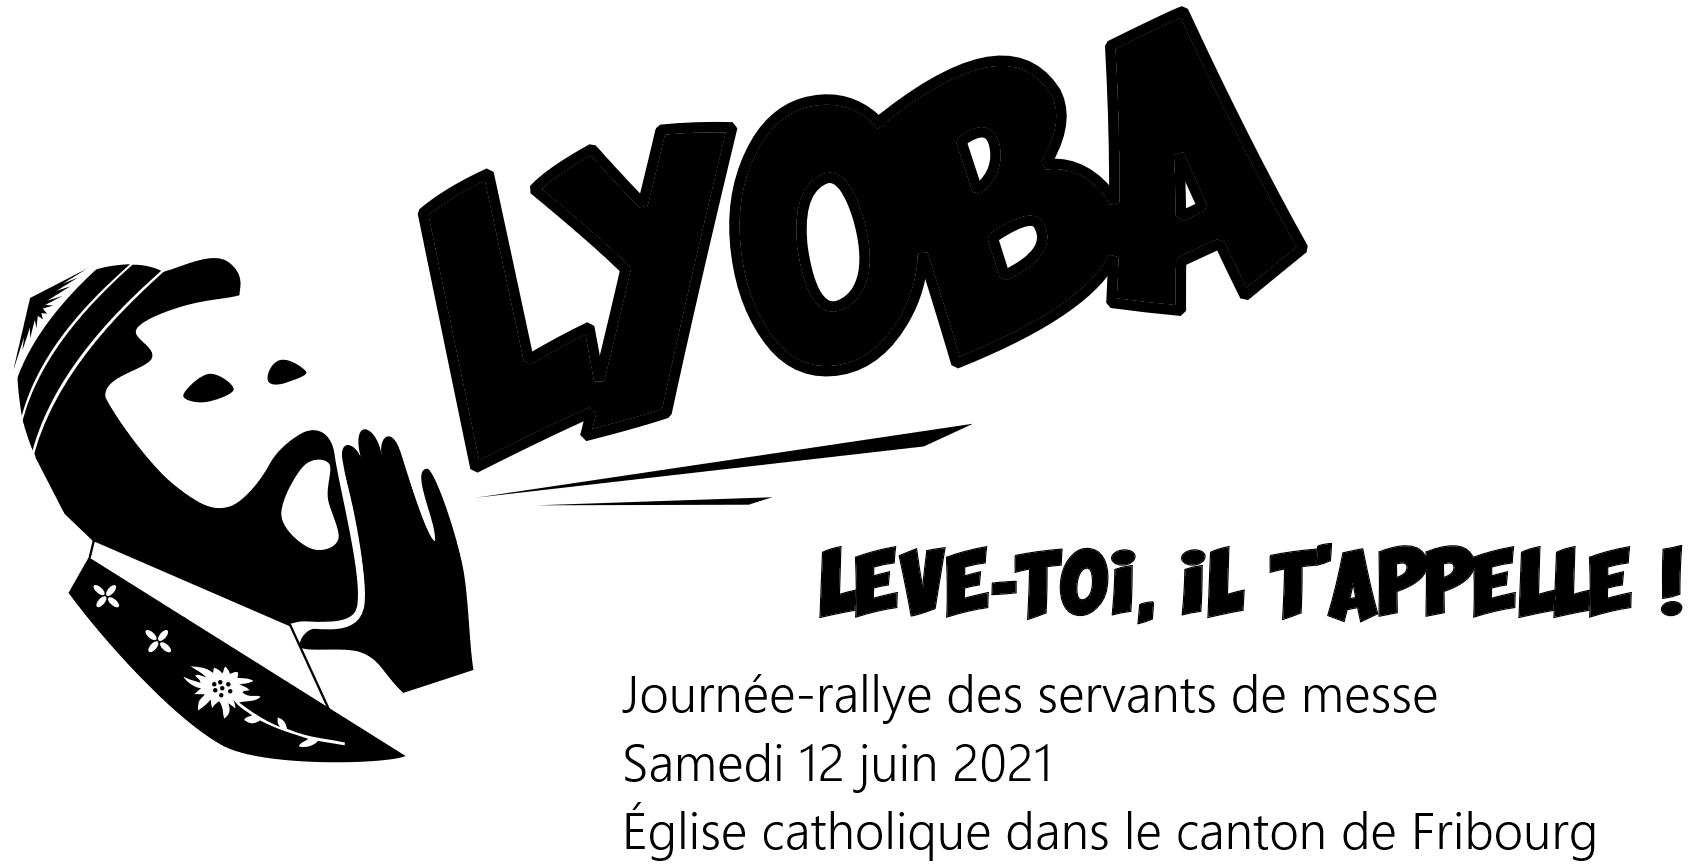 LYOBA
LEVE-TOI, IL T'APPELLE !
Journée-rallye des servants de messe
Samedi 12 juin 2021
Église catholique dans le canton de Fribourg